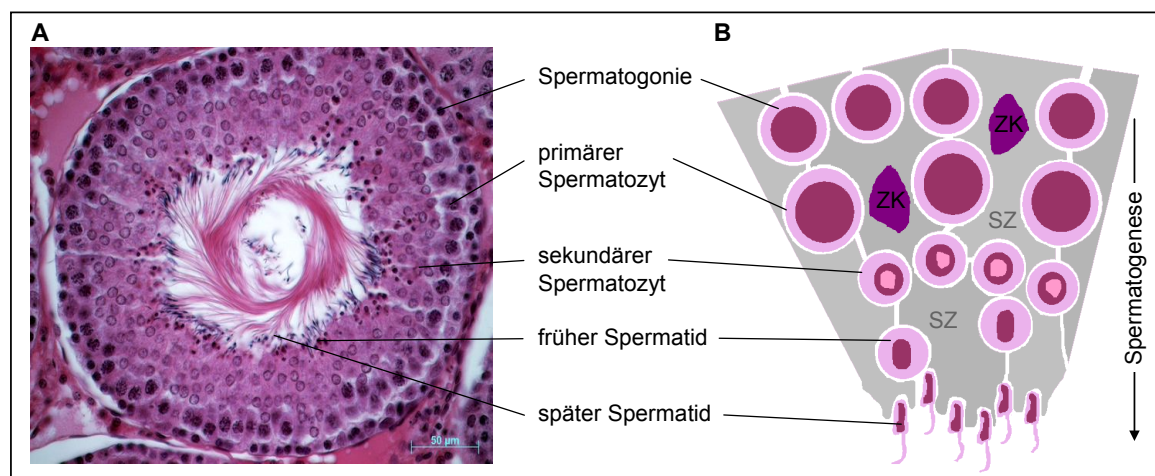 A
B
Spermatogonie
primärer
Spermatozyt
sekundärer
Spermatozyt
früher Spermatid
später Spermatid
50 µm
ZK
ZK
SZ
SZ
Spermatogenese